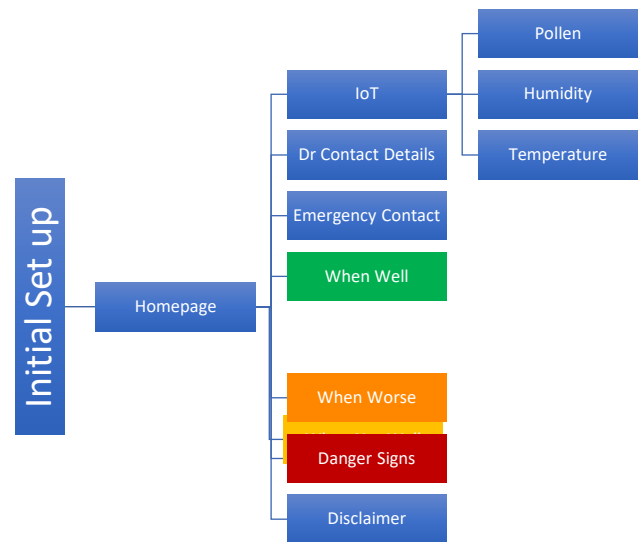 Pollen
IoT
Humidity
Dr Contact Details
Temperature
Emergency Contact
Initial Set up
When Well
Homepage
When Worse
Danger Signs
Disclaimer